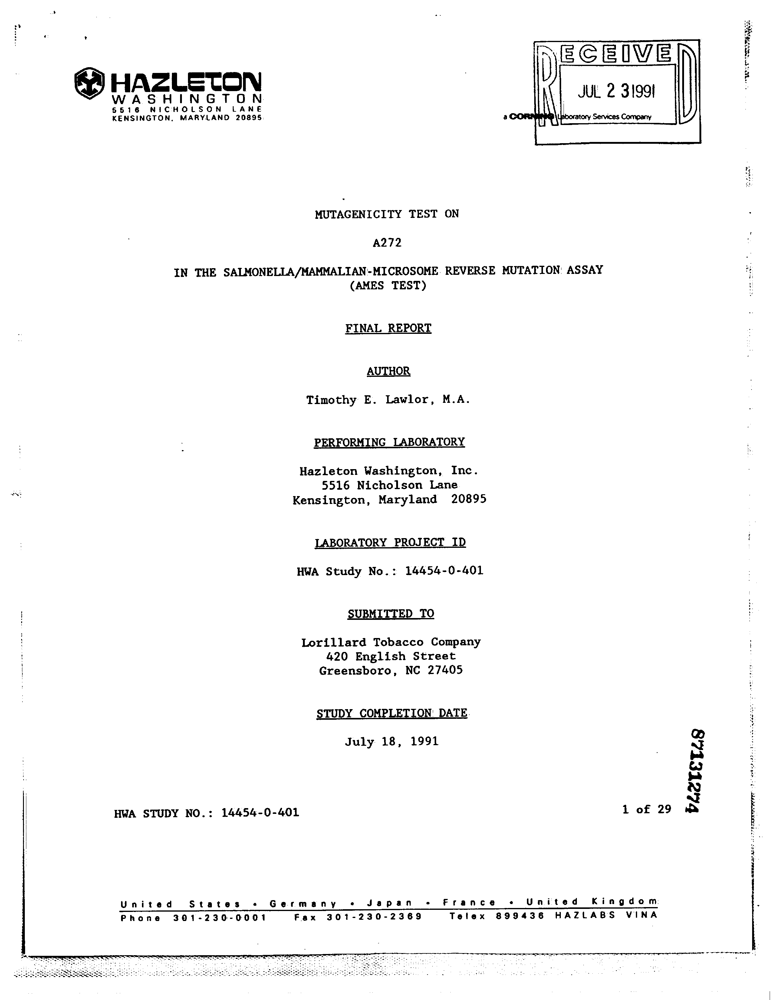 HAZLETON
WASHINGTON
5516 NICHOLSON LANE
KENSINGTON, MARYLAND 20895
RECEIVED
JUL 23 1991
a CORNING Laboratory Services Company
MUTAGENICITY TEST ON
A272
IN THE SALMONELLA/MAMMALIAN-MICROSOME REVERSE MUTATION ASSAY
(AMES TEST)
FINAL REPORT
AUTHOR
Timothy E. Lawlor, M.A.
PERFORMING LABORATORY
Hazleton Washington, Inc.
5516 Nicholson Lane
Kensington, Maryland 20895
LABORATORY PROJECT ID
HWA Study No.: 14454-0-401
SUBMITTED TO
Lorillard Tobacco Company
420 English Street
Greensboro, NC 27405
STUDY COMPLETION DATE
July 18, 1991
87131274
HWA STUDY NO.: 14454-0-401
1 of 29
United States • Germany • Japan • France • United Kingdom
Phone 301-230-0001 Fax 301-230-2369 Telex 899436 HAZLABS VINA